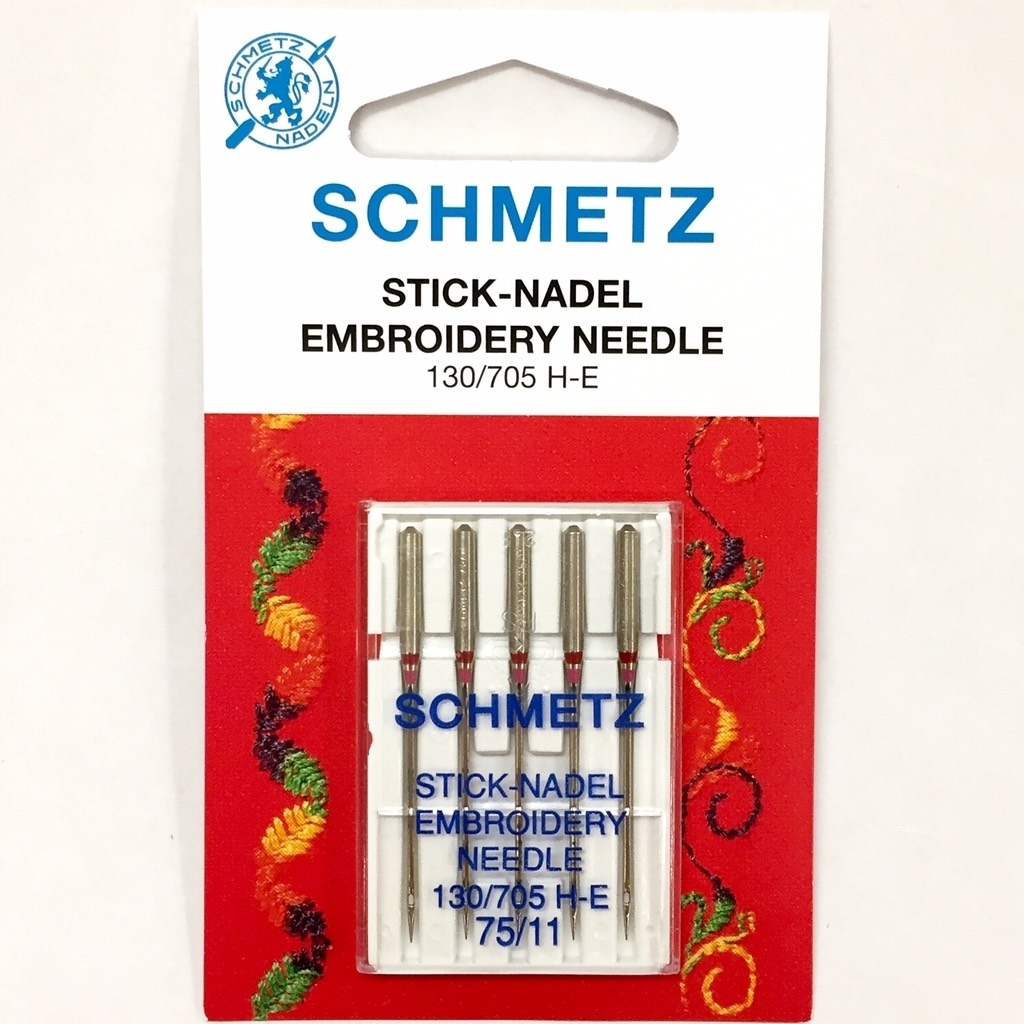 SCHMETZ
NADELN
SCHMETZ
STICK-NADEL
EMBROIDERY NEEDLE
130/705 H-E
SCHMETZ
STICK-NADEL
EMBROIDERY
NEEDLE
130/705 H-E
75/11